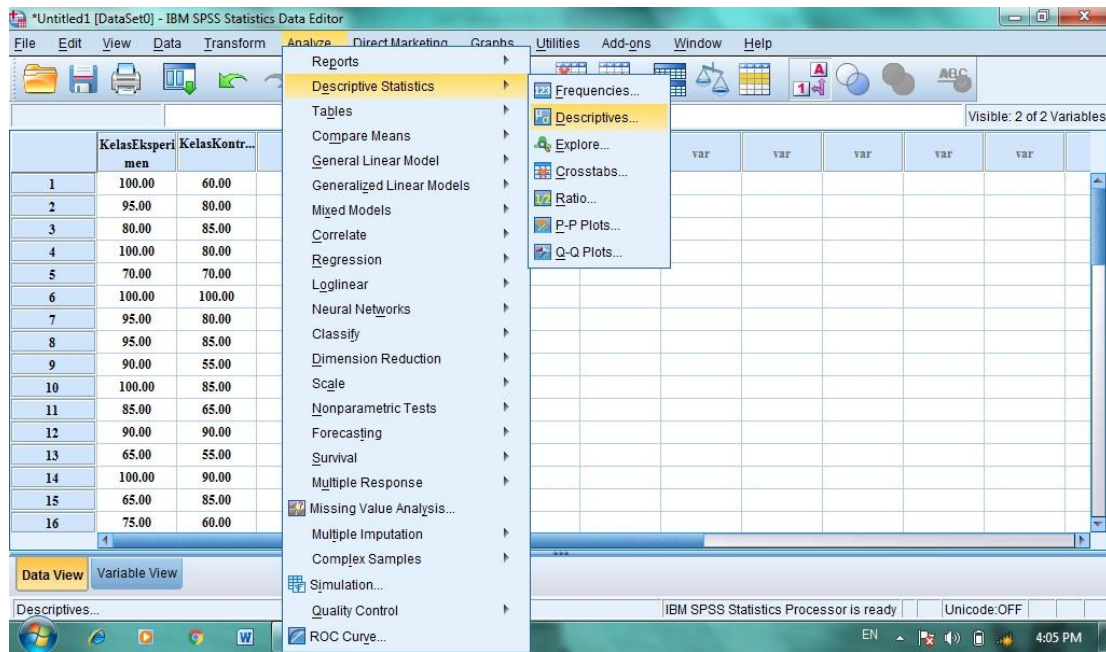 *Untitled1 [DataSet0] - IBM SPSS Statistics Data Editor
File Edit View Data Transform Analyze Direct Marketing Graphs Utilities Add-ons Window Help
Visible: 2 of 2 Variables
KelasEksperimen KelasKontr... var var var var var
1 100.00 60.00
2 95.00 80.00
3 80.00 85.00
4 100.00 80.00
5 70.00 70.00
6 100.00 100.00
7 95.00 80.00
8 95.00 85.00
9 90.00 55.00
10 100.00 85.00
11 85.00 65.00
12 90.00 90.00
13 65.00 55.00
14 100.00 90.00
15 65.00 85.00
16 75.00 60.00
Reports
Descriptive Statistics
Tables
Compare Means
General Linear Model
Generalized Linear Models
Mixed Models
Correlate
Regression
Loglinear
Neural Networks
Classify
Dimension Reduction
Scale
Nonparametric Tests
Forecasting
Survival
Multiple Response
Missing Value Analysis...
Multiple Imputation
Complex Samples
Simulation...
Quality Control
ROC Curve...
Frequencies...
Descriptives...
Explore...
Crosstabs...
Ratio...
P-P Plots...
Q-Q Plots...
Data View Variable View
Descriptives... IBM SPSS Statistics Processor is ready Unicode:OFF
EN 4:05 PM